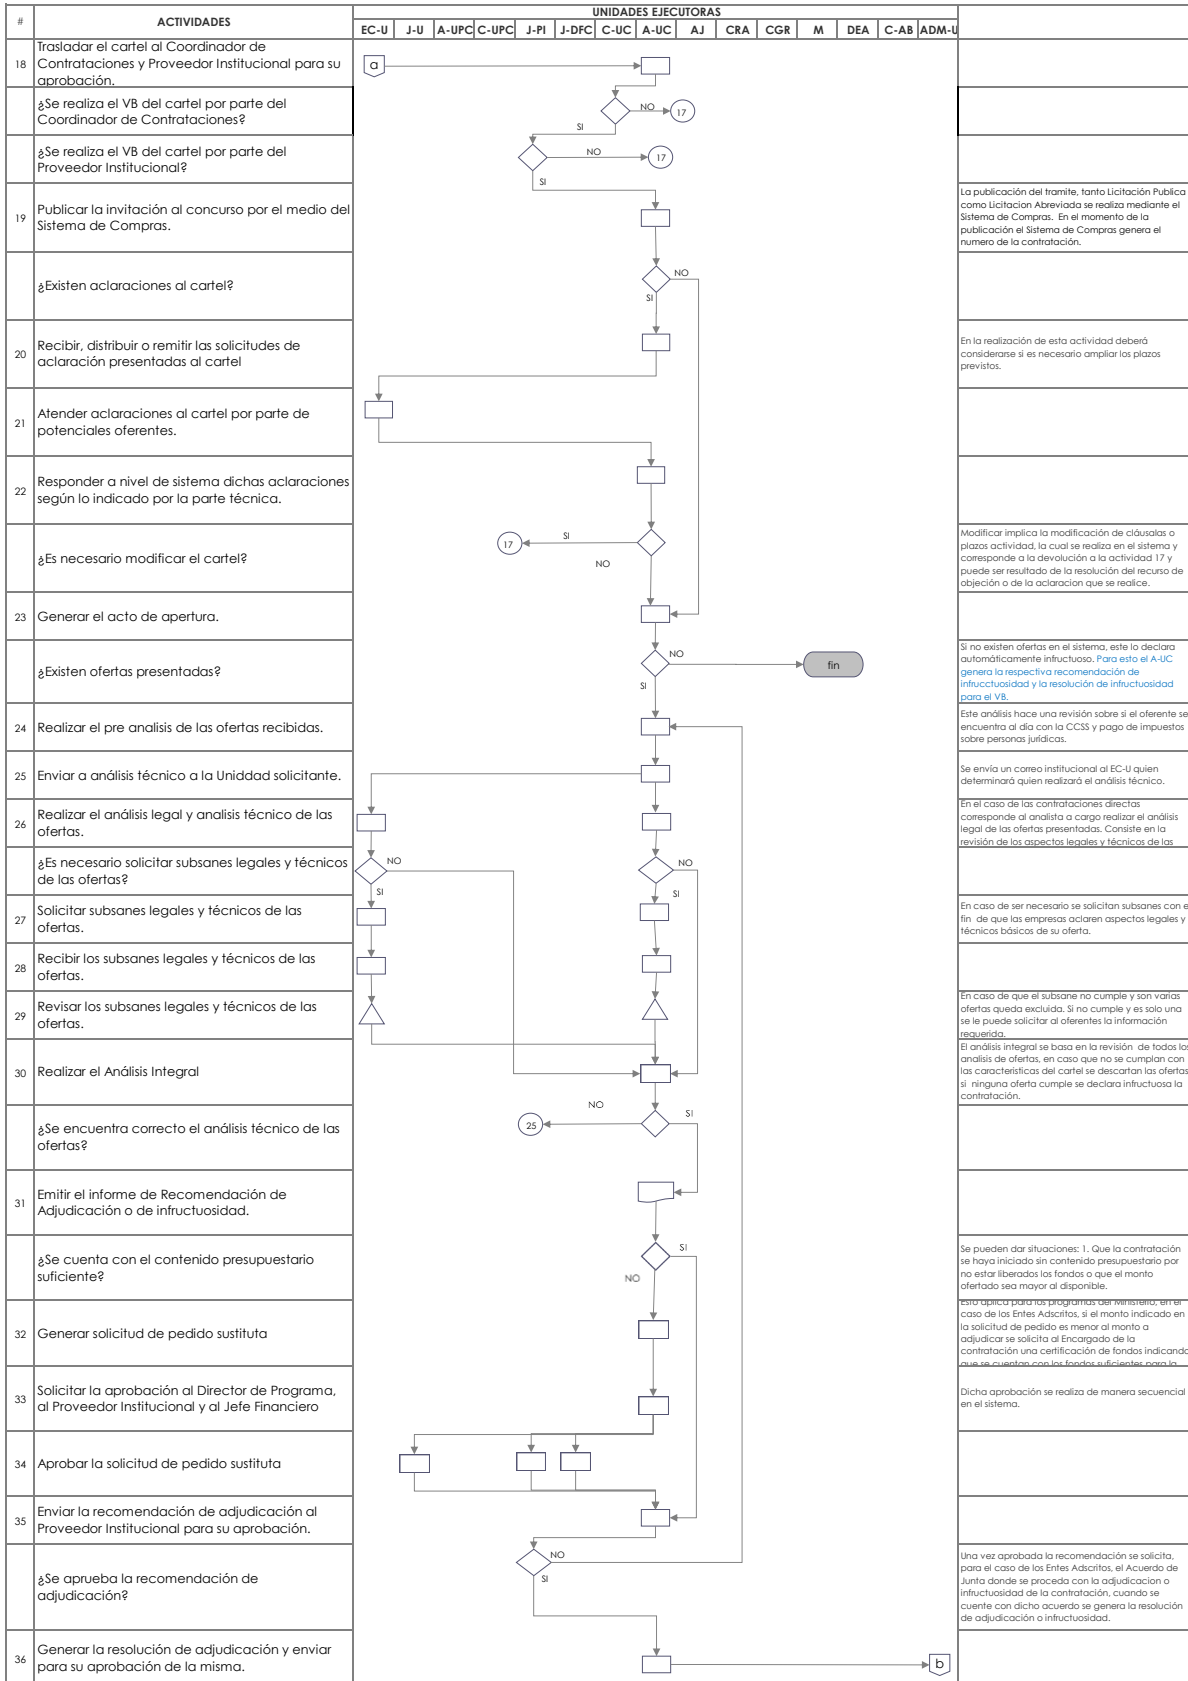 #
ACTIVIDADES
UNIDADES EJECUTORAS
EC-U J-U A-UPC C-UPC J-PI J-DFC C-UC A-UC AJ CRA CGR M DEA C-AB ADM-U
18
Trasladar el cartel al Coordinador de
Contrataciones y Proveedor Institucional para su
aprobación.
a
¿Se realiza el VB del cartel por parte del
Coordinador de Contrataciones?
NO
17
SI
¿Se realiza el VB del cartel por parte del
Proveedor Institucional?
NO
17
SI
19
Publicar la invitación al concurso por el medio del
Sistema de Compras.
La publicación del tramite, tanto Licitación Publica
como Licitacion Abreviada se realiza mediante el
Sistema de Compras. En el momento de la
publicación el Sistema de Compras genera el
numero de la contratación.
¿Existen aclaraciones al cartel?
NO
SI
20
Recibir, distribuir o remitir las solicitudes de
aclaración presentadas al cartel
En la realización de esta actividad deberá
considerarse si es necesario ampliar los plazos
previstos.
21
Atender aclaraciones al cartel por parte de
potenciales oferentes.
22
Responder a nivel de sistema dichas aclaraciones
según lo indicado por la parte técnica.
¿Es necesario modificar el cartel?
17
SI
NO
Modificar implica la modificación de cláusalas o
plazos actividad, la cual se realiza en el sistema y
corresponde a la devolución a la actividad 17 y
puede ser resultado de la resolución del recurso de
objeción o de la aclaracion que se realice.
23
Generar el acto de apertura.
¿Existen ofertas presentadas?
NO
fin
SI
Si no existen ofertas en el sistema, este lo declara
automáticamente infructuoso. Para esto el A-UC
genera la respectiva recomendación de
infrucctuosidad y la resolución de infructuosidad
para el VB.
24
Realizar el pre analisis de las ofertas recibidas.
Este análisis hace una revisión sobre si el oferente se
encuentra al día con la CCSS y pago de impuestos
sobre personas jurídicas.
25
Enviar a análisis técnico a la Uniddad solicitante.
Se envía un correo institucional al EC-U quien
determinará quien realizará el análisis técnico.
26
Realizar el análisis legal y analisis técnico de las
ofertas.
En el caso de las contrataciones directas
corresponde al analista a cargo realizar el análisis
legal de las ofertas presentadas. Consiste en la
revisión de los aspectos legales y técnicos de las
¿Es necesario solicitar subsanes legales y técnicos
de las ofertas?
NO
SI
NO
SI
27
Solicitar subsanes legales y técnicos de las
ofertas.
En caso de ser necesario se solicitan subsanes con e
fin de que las empresas aclaren aspectos legales y
técnicos básicos de su oferta.
28
Recibir los subsanes legales y técnicos de las
ofertas.
29
Revisar los subsanes legales y técnicos de las
ofertas.
En caso de que el subsane no cumple y son varias
ofertas queda excluida. Si no cumple y es solo una
se le puede solicitar al oferentes la información
requerida.
30
Realizar el Análisis Integral
El análisis integral se basa en la revisión de todos los
analisis de ofertas, en caso que no se cumplan con
las caracteristicas del cartel se descartan las ofertas
si ninguna oferta cumple se declara infructuosa la
contratación.
¿Se encuentra correcto el análisis técnico de las
ofertas?
NO
25
SI
31
Emitir el informe de Recomendación de
Adjudicación o de infructuosidad.
¿Se cuenta con el contenido presupuestario
suficiente?
SI
NO
Se pueden dar situaciones: 1. Que la contratación
se haya iniciado sin contenido presupuestario por
no estar liberados los fondos o que el monto
ofertado sea mayor al disponible.
32
Generar solicitud de pedido sustituta
Esto aplica para los programas del Ministerio, en el
caso de los Entes Adscritos, si el monto indicado en
la solicitud de pedido es menor al monto a
adjudicar se solicita al Encargado de la
contratación una certificación de fondos indicando
que se cuentan con los fondos suficientes para la
33
Solicitar la aprobación al Director de Programa,
al Proveedor Institucional y al Jefe Financiero
Dicha aprobación se realiza de manera secuencial
en el sistema.
34
Aprobar la solicitud de pedido sustituta
35
Enviar la recomendación de adjudicación al
Proveedor Institucional para su aprobación.
¿Se aprueba la recomendación de
adjudicación?
NO
SI
Una vez aprobada la recomendación se solicita,
para el caso de los Entes Adscritos, el Acuerdo de
Junta donde se proceda con la adjudicacion o
infructuosidad de la contratación, cuando se
cuente con dicho acuerdo se genera la resolución
de adjudicación o infructuosidad.
36
Generar la resolución de adjudicación y enviar
para su aprobación de la misma.
b